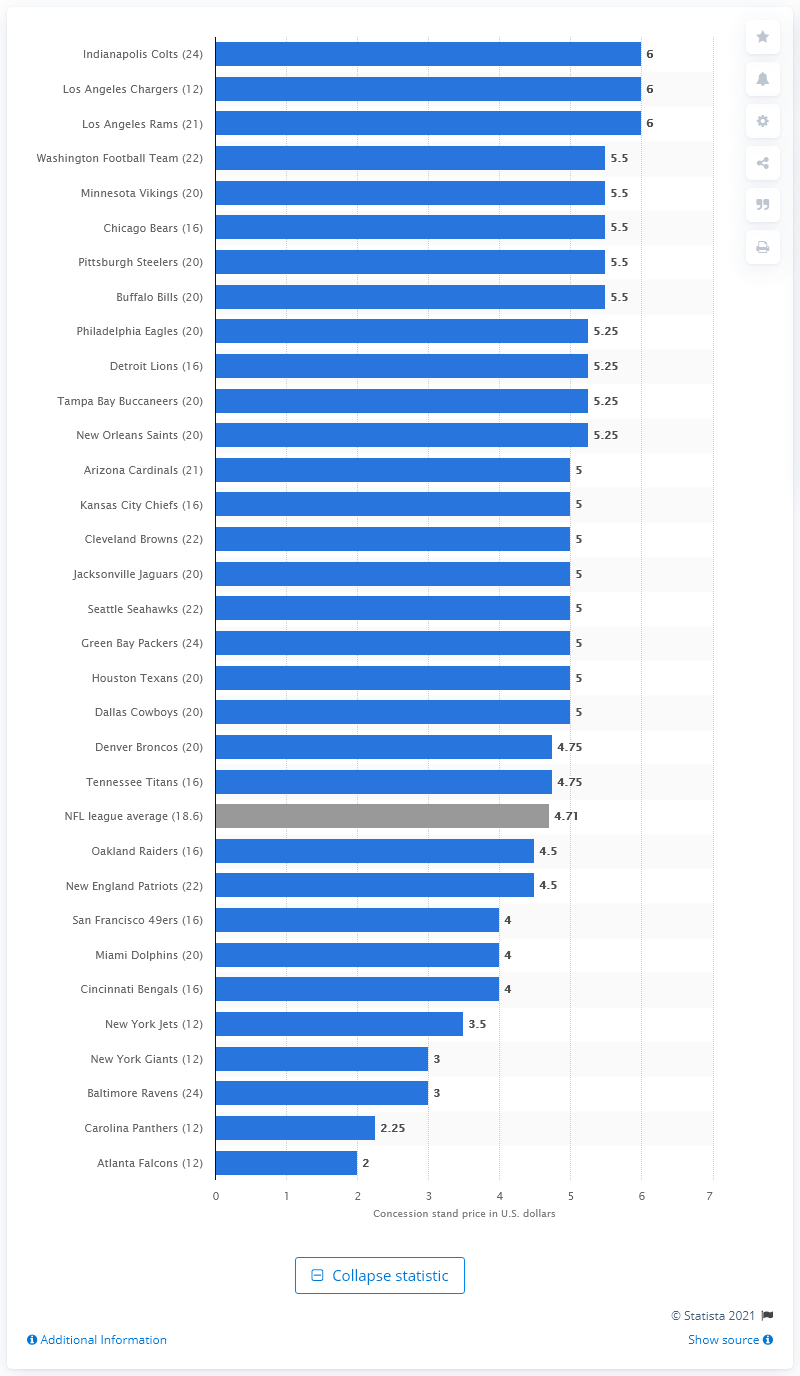 Indianapolis Colts (24) 6
Los Angeles Chargers (12) 6
Los Angeles Rams (21) 6
Washington Football Team (22) 5.5
Minnesota Vikings (20) 5.5
Chicago Bears (16) 5.5
Pittsburgh Steelers (20) 5.5
Buffalo Bills (20) 5.5
Philadelphia Eagles (20) 5.25
Detroit Lions (16) 5.25
Tampa Bay Buccaneers (20) 5.25
New Orleans Saints (20) 5.25
Arizona Cardinals (21) 5
Kansas City Chiefs (16) 5
Cleveland Browns (22) 5
Jacksonville Jaguars (20) 5
Seattle Seahawks (22) 5
Green Bay Packers (24) 5
Houston Texans (20) 5
Dallas Cowboys (20) 5
Denver Broncos (20) 4.75
Tennessee Titans (16) 4.75
NFL league average (18.6) 4.71
Oakland Raiders (16) 4.5
New England Patriots (22) 4.5
San Francisco 49ers (16) 4
Miami Dolphins (20) 4
Cincinnati Bengals (16) 4
New York Jets (12) 3.5
New York Giants (12) 3
Baltimore Ravens (24) 3
Carolina Panthers (12) 2.25
Atlanta Falcons (12) 2
0 1 2 3 4 5 6 7
Concession stand price in U.S. dollars
Collapse statistic
© Statista 2021
Additional Information Show source